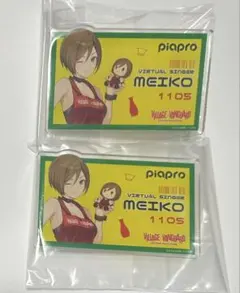 piapro
VIRTUAL SINGER
MEIKO
1105
VILLAGE VANGUARD
piapro
VIRTUAL SINGER
MEIKO
1105
VILLAGE VANGUARD